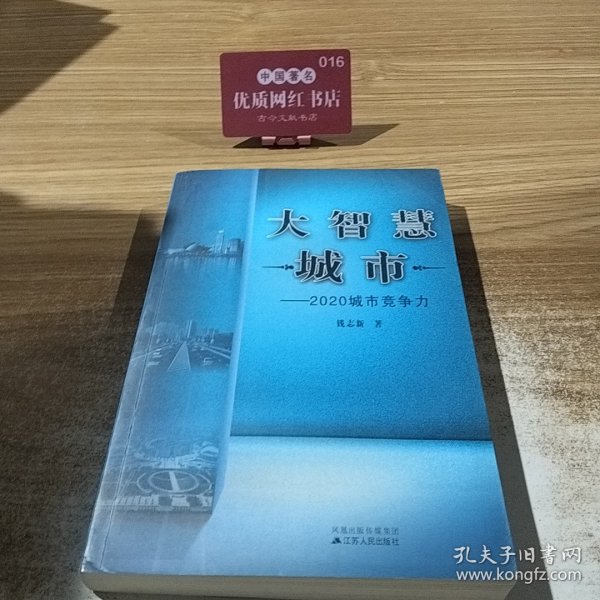 016
中国著名
优质网红书店
古今文献书店
大智慧
城市
——2020城市竞争力
钱志新 著
凤凰出版传媒集团
江苏人民出版社
孔夫子旧书网
www.kongfz.com